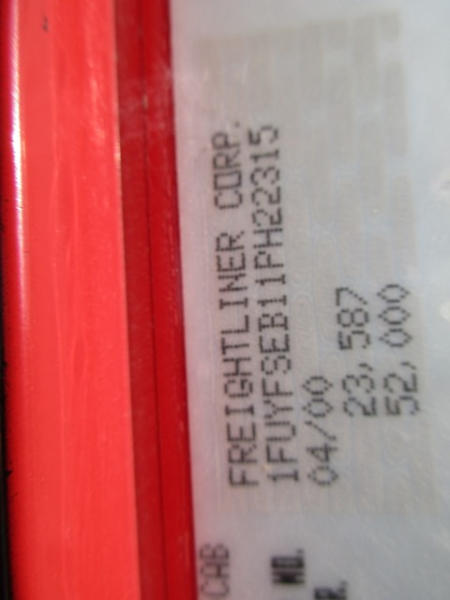 FREIGHTLINER CORP.
1FUYFSEB11PH22315
04/00
23,587
52,000
CAB
NO.
R.